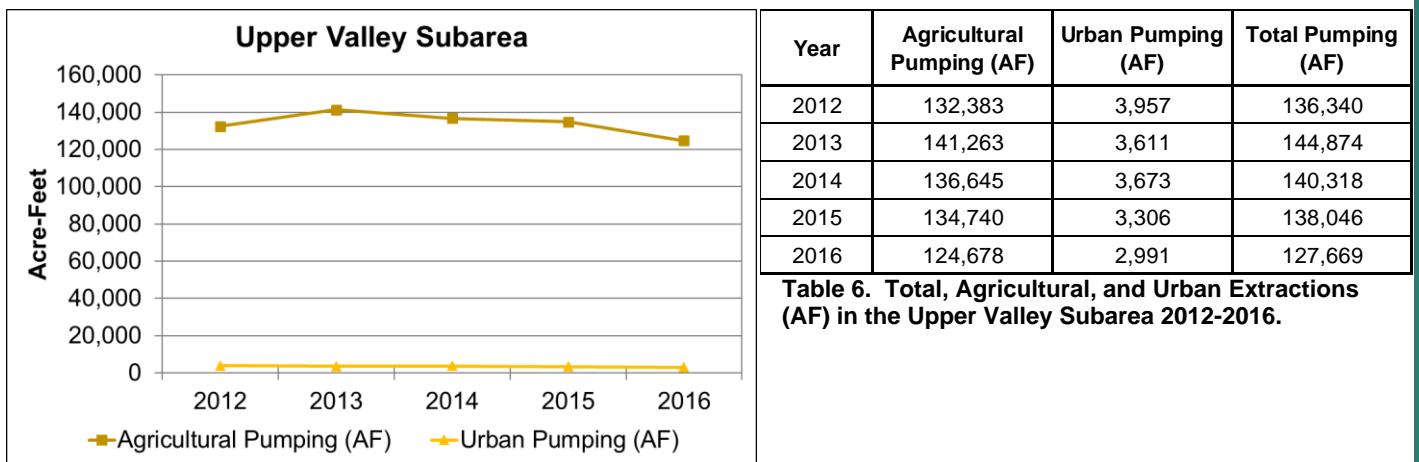 Upper Valley Subarea
160,000
140,000
120,000
100,000
80,000
60,000
40,000
20,000
0
Acre-Feet
2012 2013 2014 2015 2016
Agricultural Pumping (AF) Urban Pumping (AF)
Year Agricultural Pumping (AF) Urban Pumping (AF) Total Pumping (AF)
2012 132,383 3,957 136,340
2013 141,263 3,611 144,874
2014 136,645 3,673 140,318
2015 134,740 3,306 138,046
2016 124,678 2,991 127,669
Table 6. Total, Agricultural, and Urban Extractions
(AF) in the Upper Valley Subarea 2012-2016.